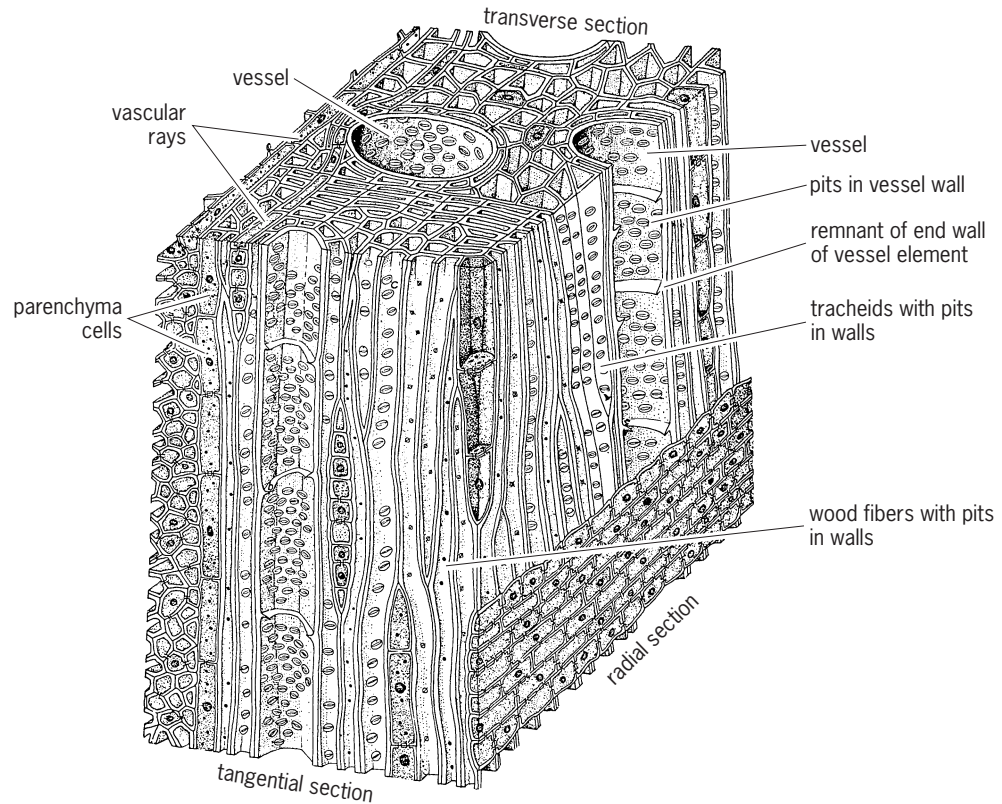 transverse section
vessel
vascular
rays
vessel
pits in vessel wall
remnant of end wall
of vessel element
parenchyma
cells
tracheids with pits
in walls
wood fibers with pits
in walls
radial section
tangential section